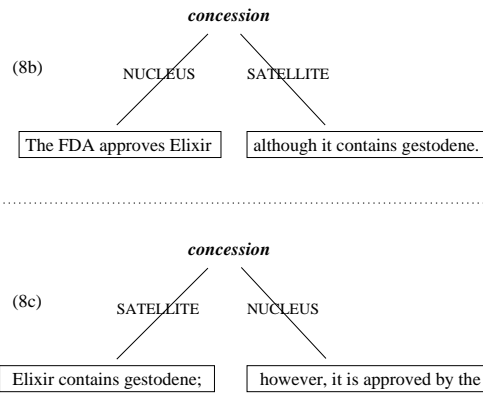 concession
(8b)
NUCLEUS SATELLITE
The FDA approves Elixir although it contains gestodene.
concession
(8c)
SATELLITE NUCLEUS
Elixir contains gestodene; however, it is approved by the